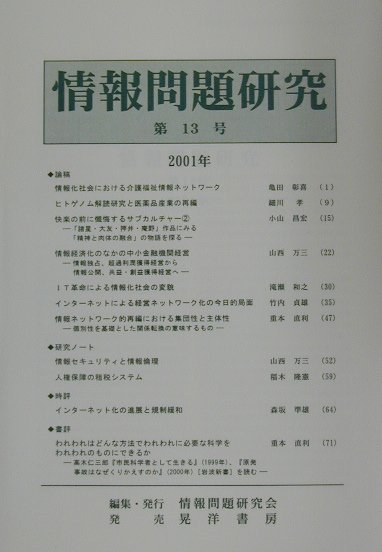 情報問題研究
第 13 号
2001年
◆論稿
情報化社会における介護福祉情報ネットワーク 亀田 彰喜 (1)
ヒトゲノム解読研究と医薬品産業の再編 細川 孝 (9)
快楽の前に懺悔するサブカルチャー② 小山 昌宏 (15)
―「諸星・大友・押井・庵野」作品にみる
「精神と肉体の融合」の物語を探る―
情報経済化のなかの中小金融機関経営 山西 万三 (22)
―情報独占、超過利潤獲得経営から
情報公開、共益・創益獲得経営へ―
IT革命による情報化社会の変貌 滝瀬 和之 (30)
インターネットによる経営ネットワーク化の今日的局面 竹内 貞雄 (35)
情報ネットワーク的再編における集団性と主体性 重本 直利 (47)
―個別性を基礎とした関係転換の意味するもの―
◆研究ノート
情報セキュリティと情報倫理 山西 万三 (52)
人権保障の租税システム 稲木 隆憲 (59)
◆時評
インターネット化の進展と規制緩和 森坂 準雄 (64)
◆書評
われわれはどんな方法でわれわれに必要な科学を 重本 直利 (71)
われわれのものにできるか
―高木仁三郎『市民科学者として生きる』(1999年)、『原発
事故はなぜくりかえすのか』(2000年)[岩波新書]を読む―
編集・発行 情報問題研究会
発 売 晃洋書房